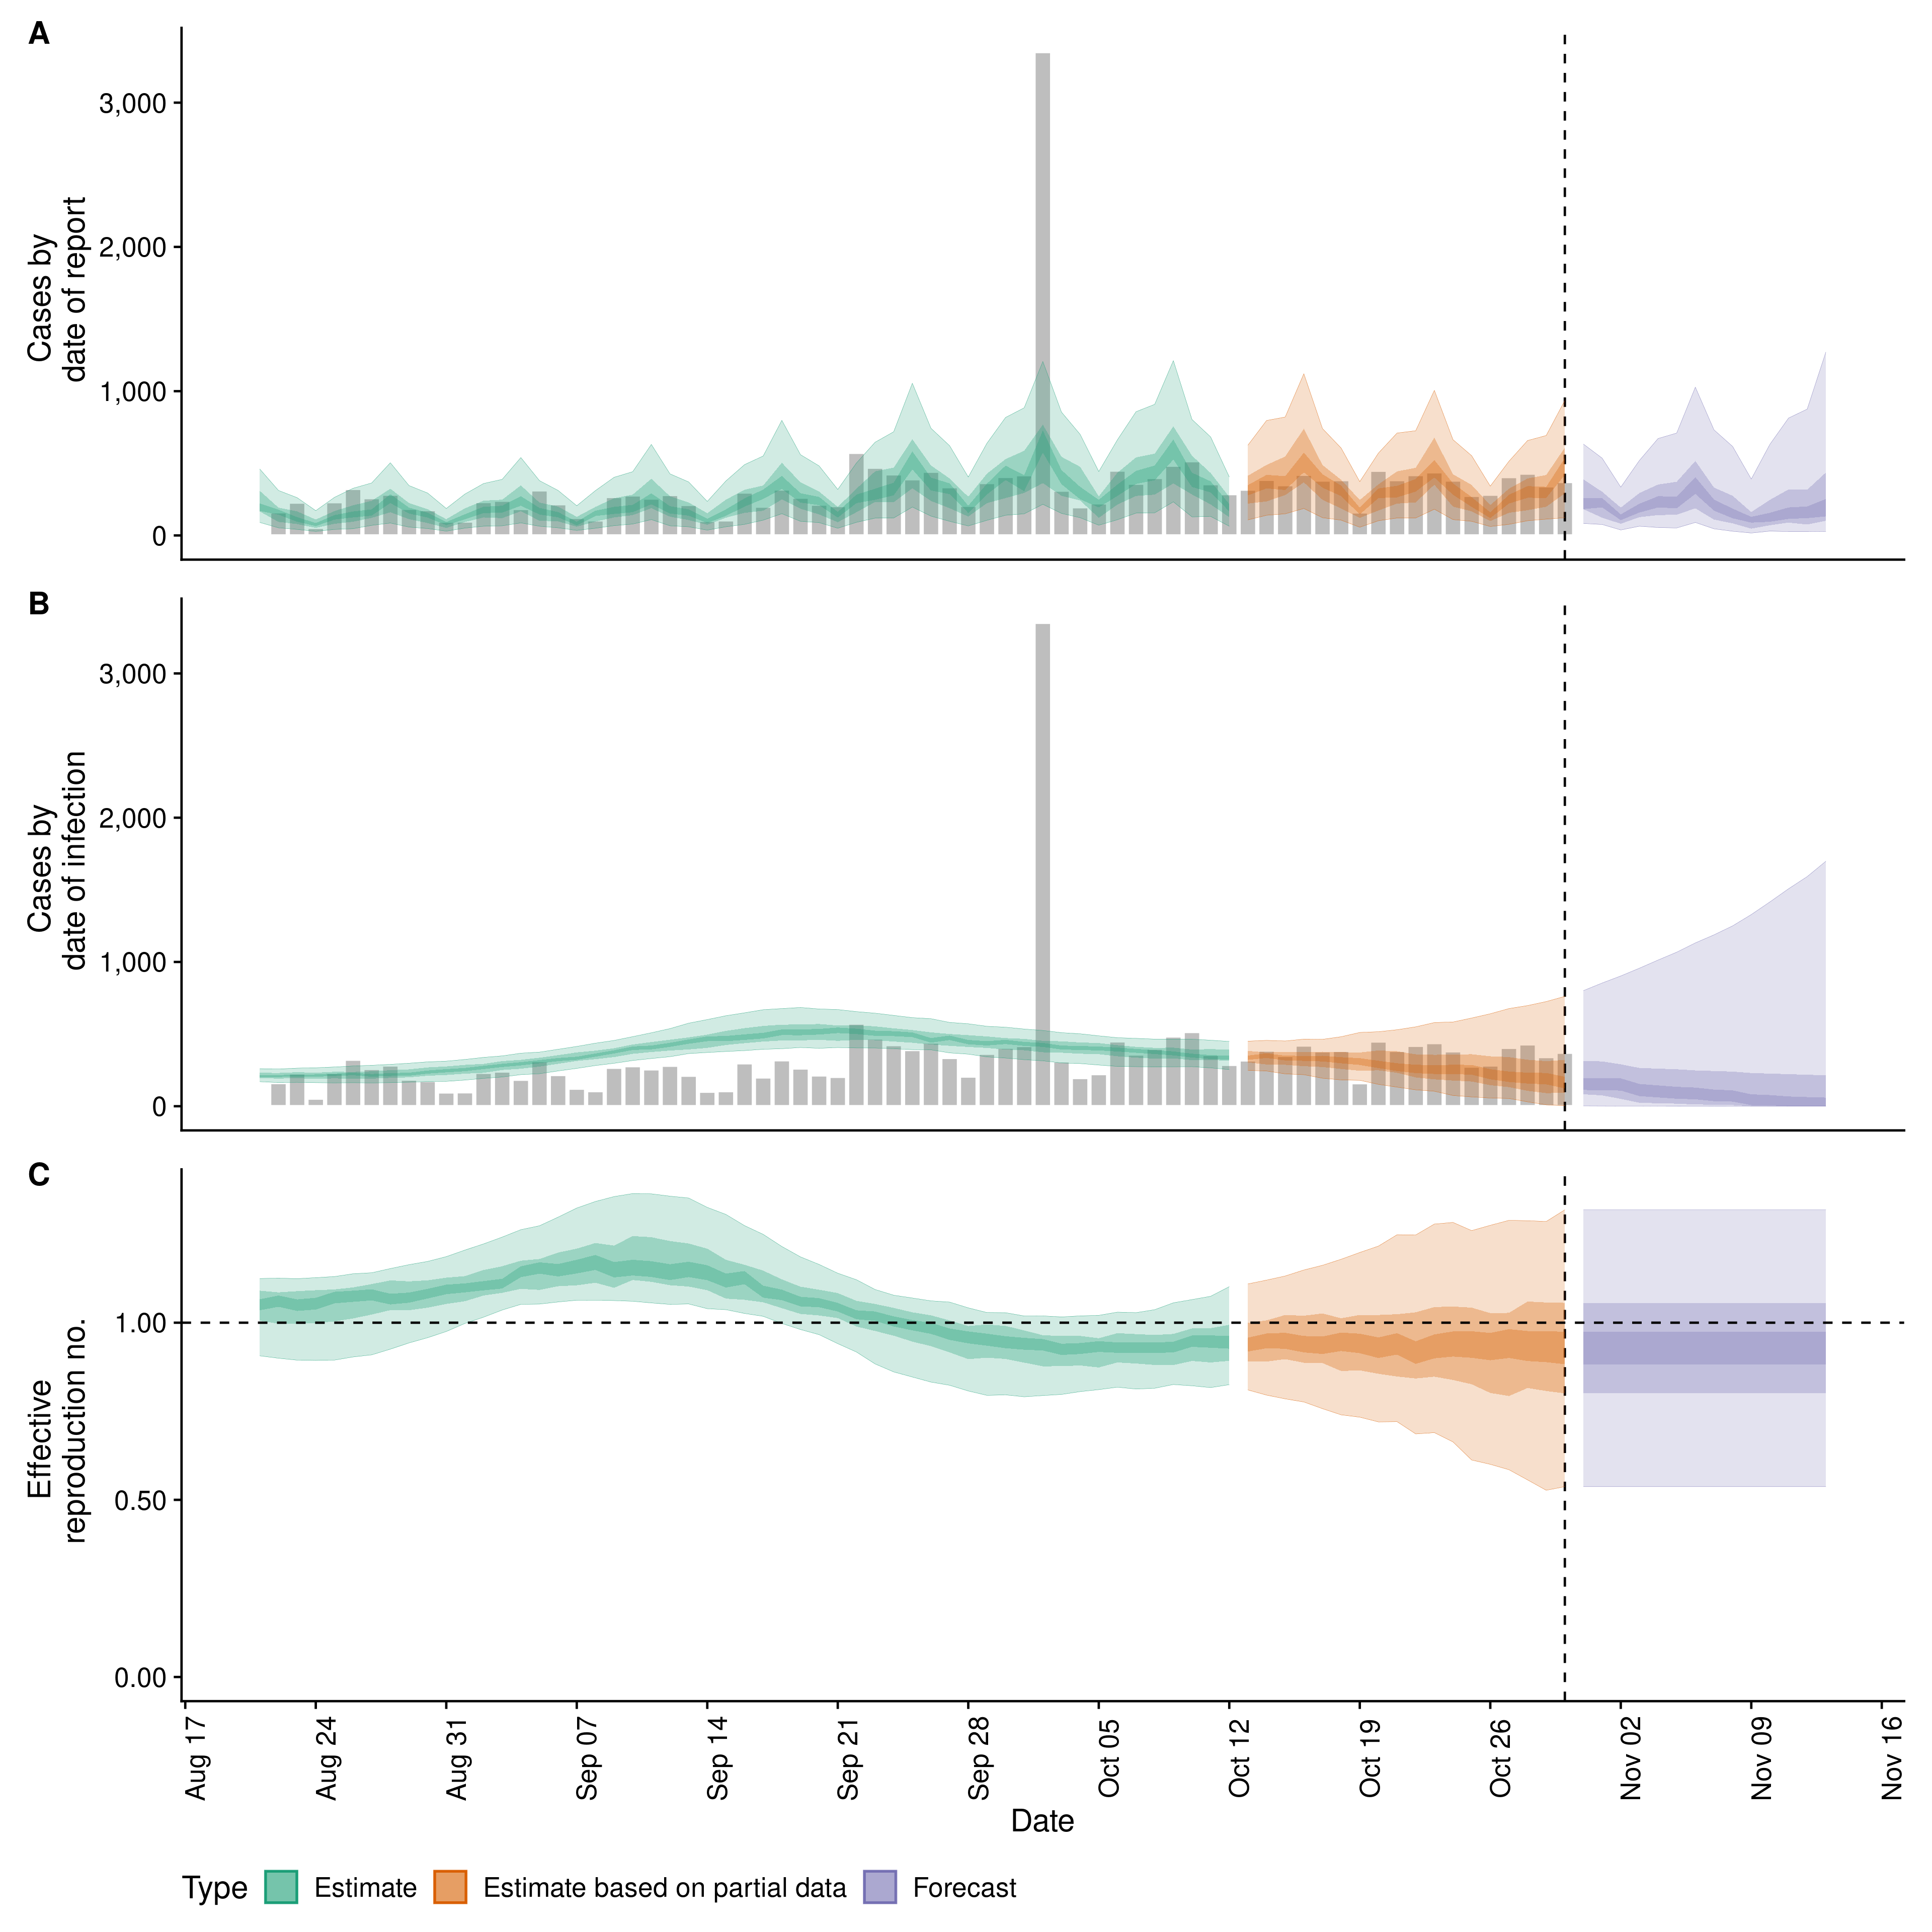 A
3,000
2,000
1,000
0
Cases by
date of report
B
3,000
2,000
1,000
0
Cases by
date of infection
C
1.00
0.50
0.00
Effective
reproduction no.
Aug 17
Aug 24
Aug 31
Sep 07
Sep 14
Sep 21
Sep 28
Oct 05
Oct 12
Oct 19
Oct 26
Nov 02
Nov 09
Nov 16
Date
Type Estimate Estimate based on partial data Forecast